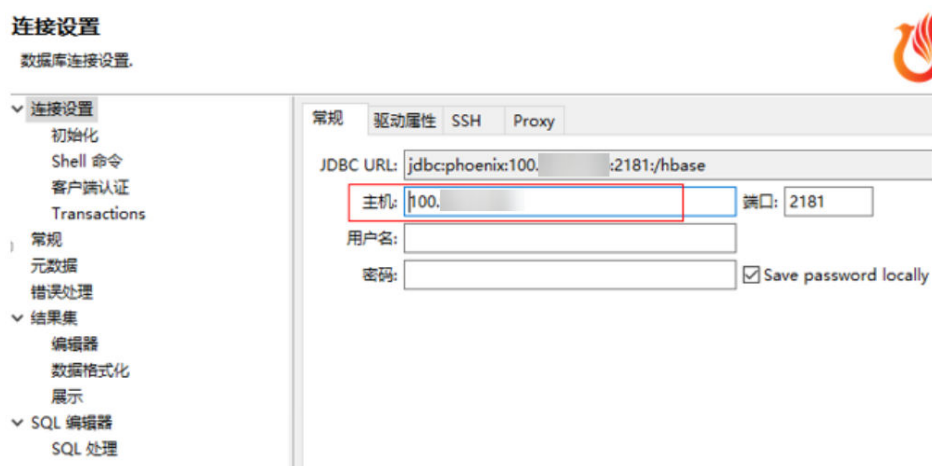 连接设置
数据库连接设置.
连接设置
初始化
Shell 命令
客户端认证
Transactions
常规
元数据
错误处理
结果集
编辑器
数据格式化
展示
SQL 编辑器
SQL 处理
常规 驱动属性 SSH Proxy
JDBC URL: jdbc:phoenix:100. :2181:/hbase
主机: 100. 端口: 2181
用户名:
密码: Save password locally